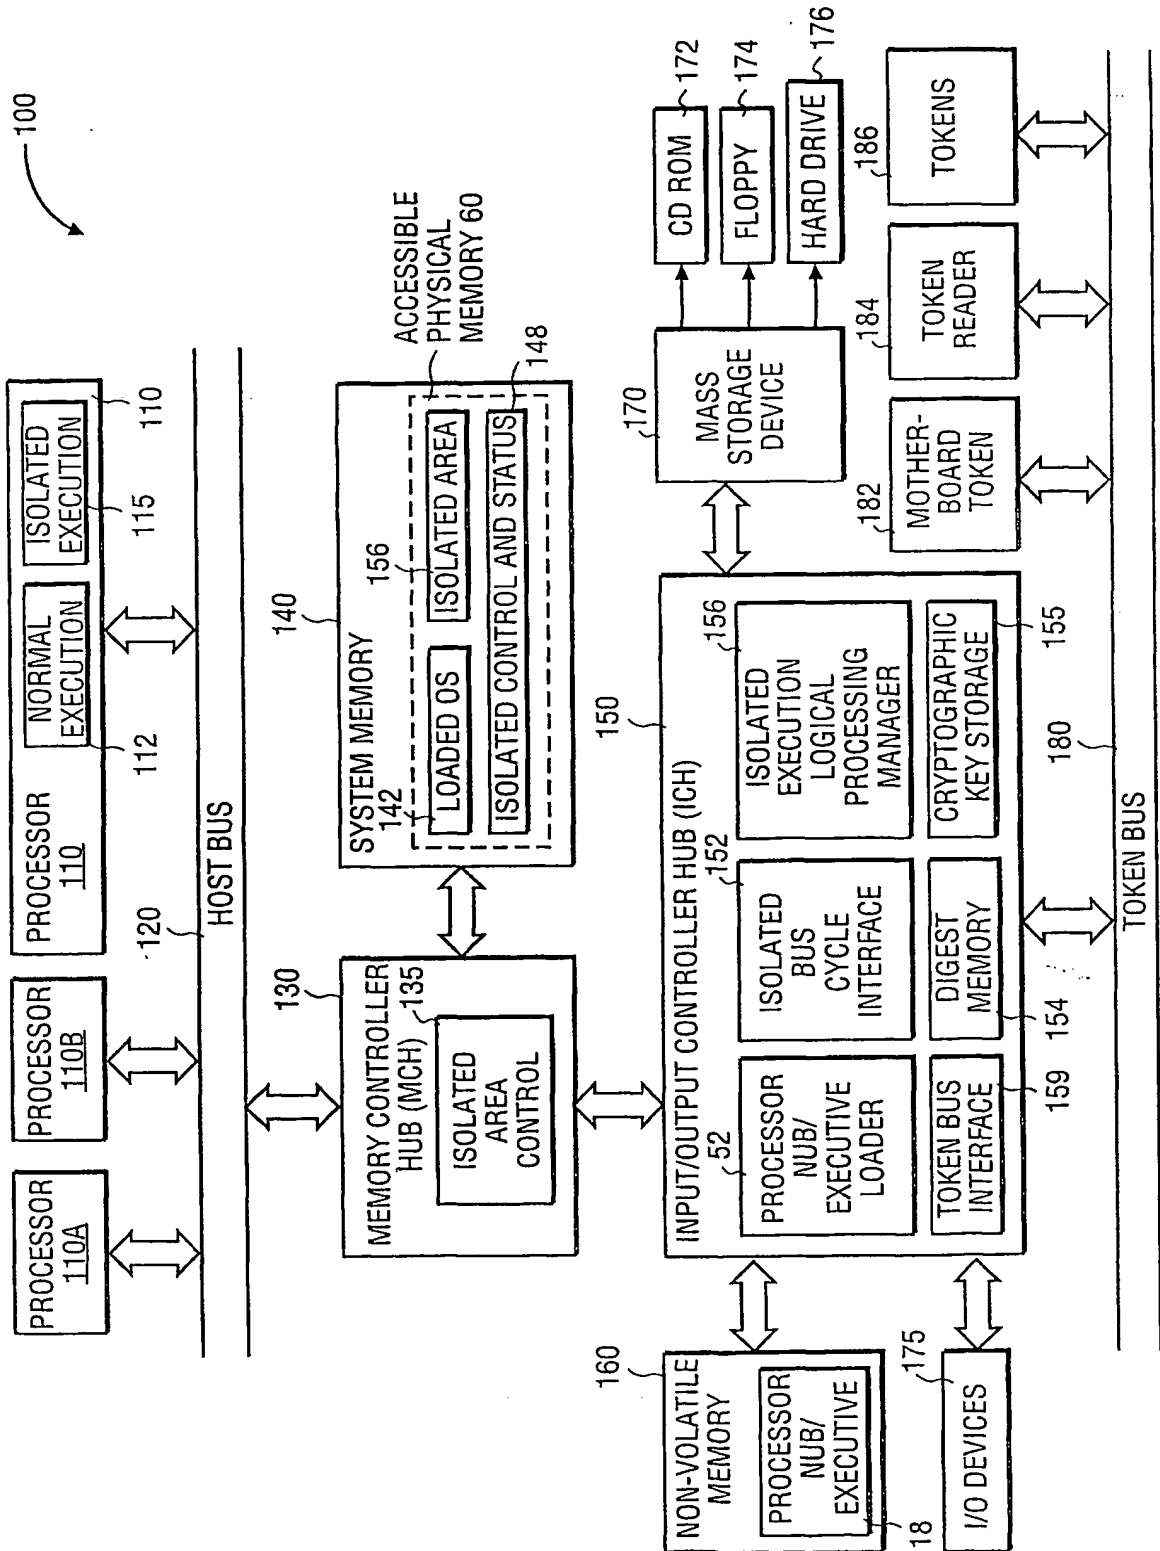 100
PROCESSOR
110A
PROCESSOR
110B
PROCESSOR
110
NORMAL
EXECUTION
112
ISOLATED
EXECUTION
115
110
120
HOST BUS
130
MEMORY CONTROLLER
HUB (MCH)
135
ISOLATED
AREA
CONTROL
140
SYSTEM MEMORY
142
LOADED OS
156
ISOLATED AREA
ISOLATED CONTROL AND STATUS
ACCESSIBLE
PHYSICAL
MEMORY 60
148
150
INPUT/OUTPUT CONTROLLER HUB (ICH)
52
PROCESSOR
NUB/
EXECUTIVE
LOADER
152
ISOLATED
BUS
CYCLE
INTERFACE
156
ISOLATED
EXECUTION
LOGICAL
PROCESSING
MANAGER
TOKEN BUS
INTERFACE
159
DIGEST
MEMORY
154
CRYPTOGRAPHIC
KEY STORAGE
155
160
NON-VOLATILE
MEMORY
PROCESSOR
NUB/
EXECUTIVE
18
175
I/O DEVICES
170
MASS
STORAGE
DEVICE
CD ROM
172
FLOPPY
174
HARD DRIVE
176
182
MOTHER-
BOARD
TOKEN
184
TOKEN
READER
186
TOKENS
180
TOKEN BUS